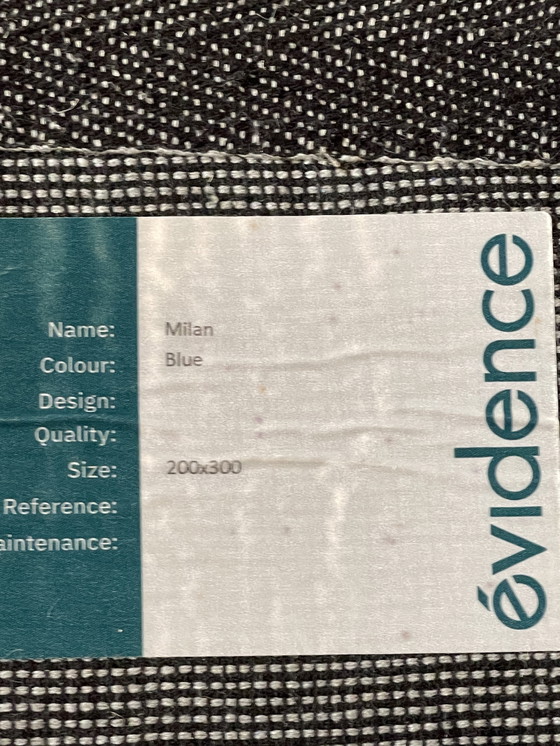 Name: Milan
Colour: Blue
Design:
Quality:
Size: 200x300
Reference:
aintenance:
évidence